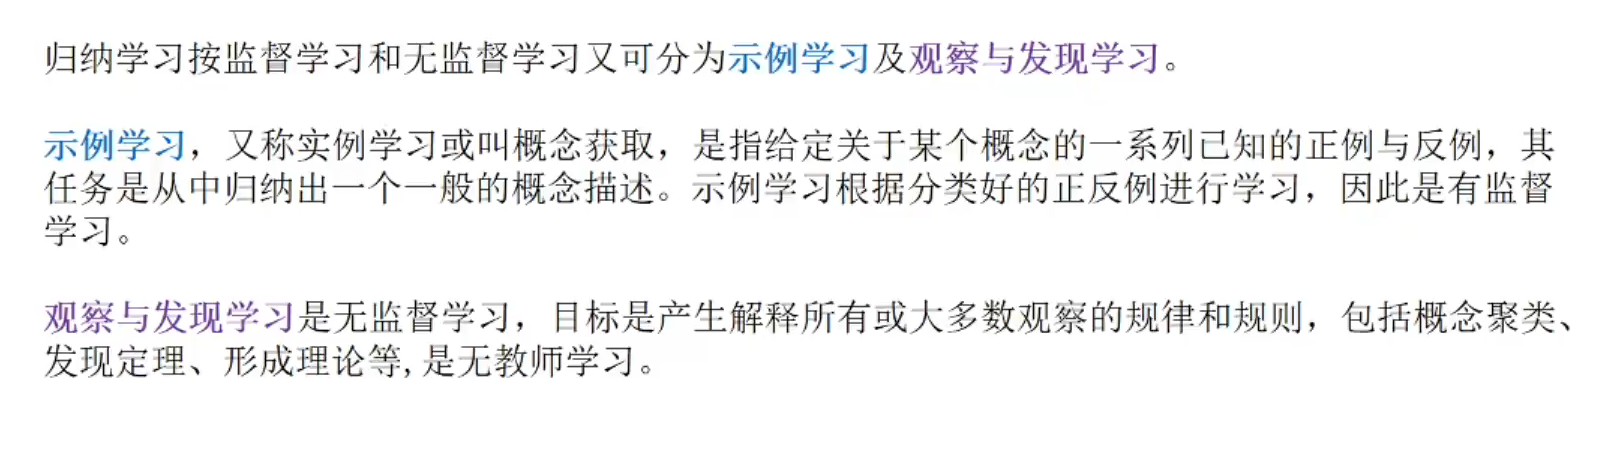 归纳学习按监督学习和无监督学习又可分为示例学习及观察与发现学习。
示例学习，又称实例学习或叫概念获取，是指给定关于某个概念的一系列已知的正例与反例，其
任务是从中归纳出一个一般的概念描述。示例学习根据分类好的正反例进行学习，因此是有监督
学习。
观察与发现学习是无监督学习，目标是产生解释所有或大多数观察的规律和规则，包括概念聚类、
发现定理、形成理论等,是无教师学习。